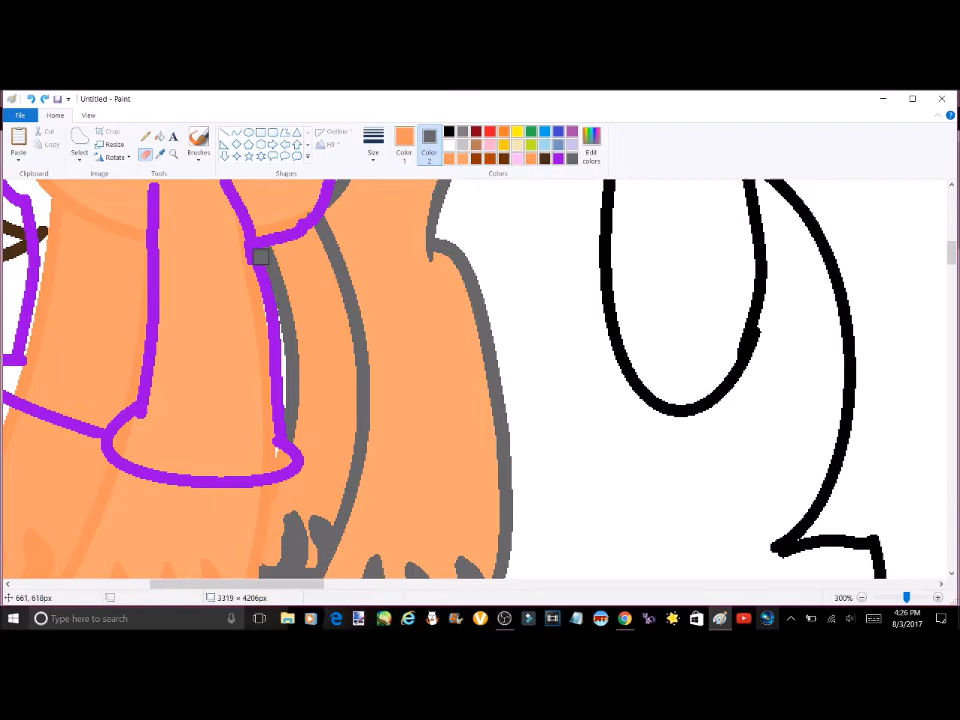 Untitled - Paint
File Home View
Paste
Cut
Copy
Clipboard
Select
Crop
Resize
Rotate
Image
A
Tools
Brushes
Shapes
Outline
Fill
Size
Color 1
Color 2
Edit colors
Colors
661, 618px
3319 × 4206px
300%
Type here to search
4:26 PM
8/3/2017